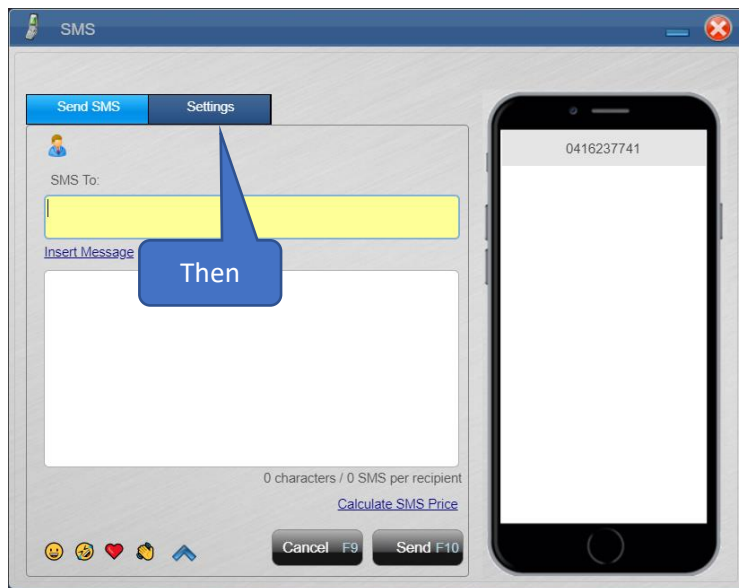 SMS
Send SMS Settings
0416237741
SMS To:
Insert Message
Then
0 characters / 0 SMS per recipient
Calculate SMS Price
Cancel F9 Send F10